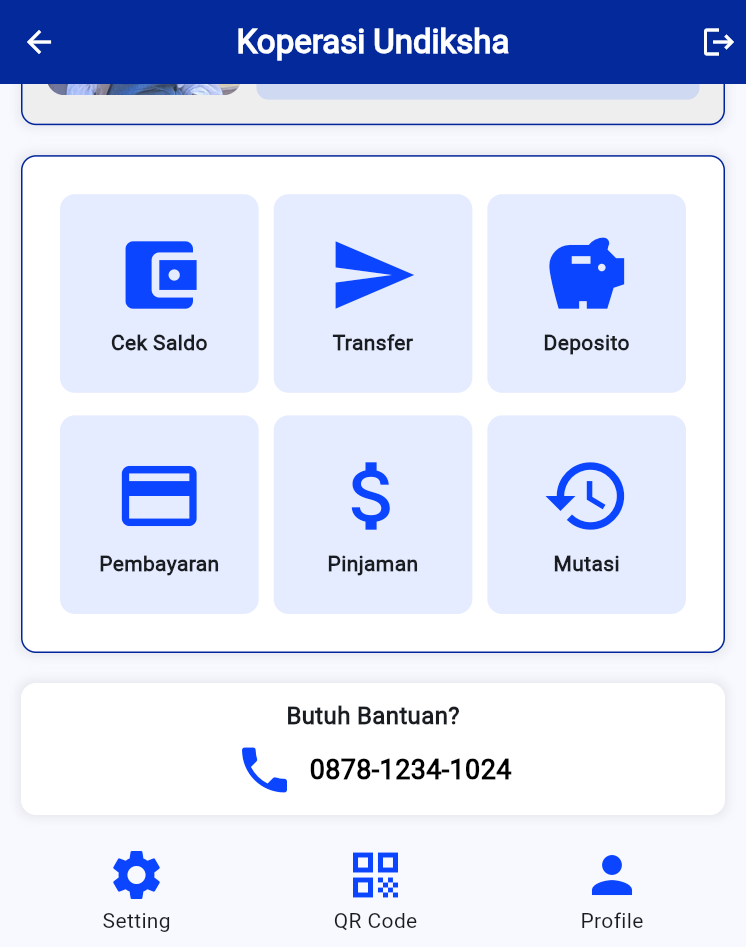 Koperasi Undiksha
Cek Saldo
Transfer
Deposito
Pembayaran
Pinjaman
Mutasi
Butuh Bantuan?
0878-1234-1024
Setting
QR Code
Profile